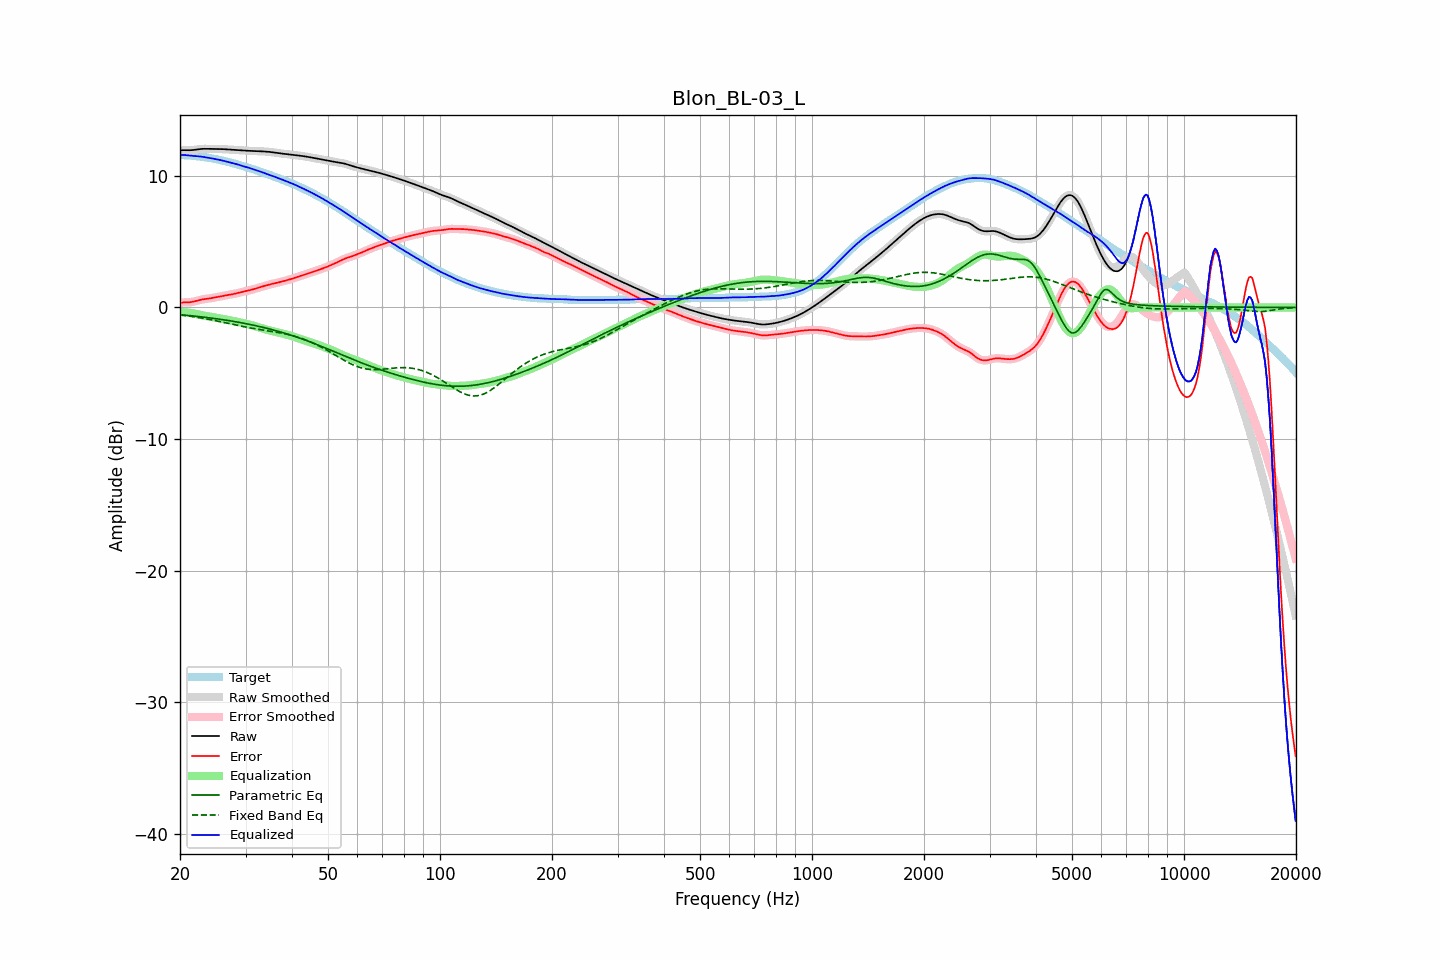 Blon_BL-03_L
Amplitude (dBr)
10
0
−10
−20
−30
−40
Target
Raw Smoothed
Error Smoothed
Raw
Error
Equalization
Parametric Eq
Fixed Band Eq
Equalized
20 50 100 200 500 1000 2000 5000 10000 20000
Frequency (Hz)